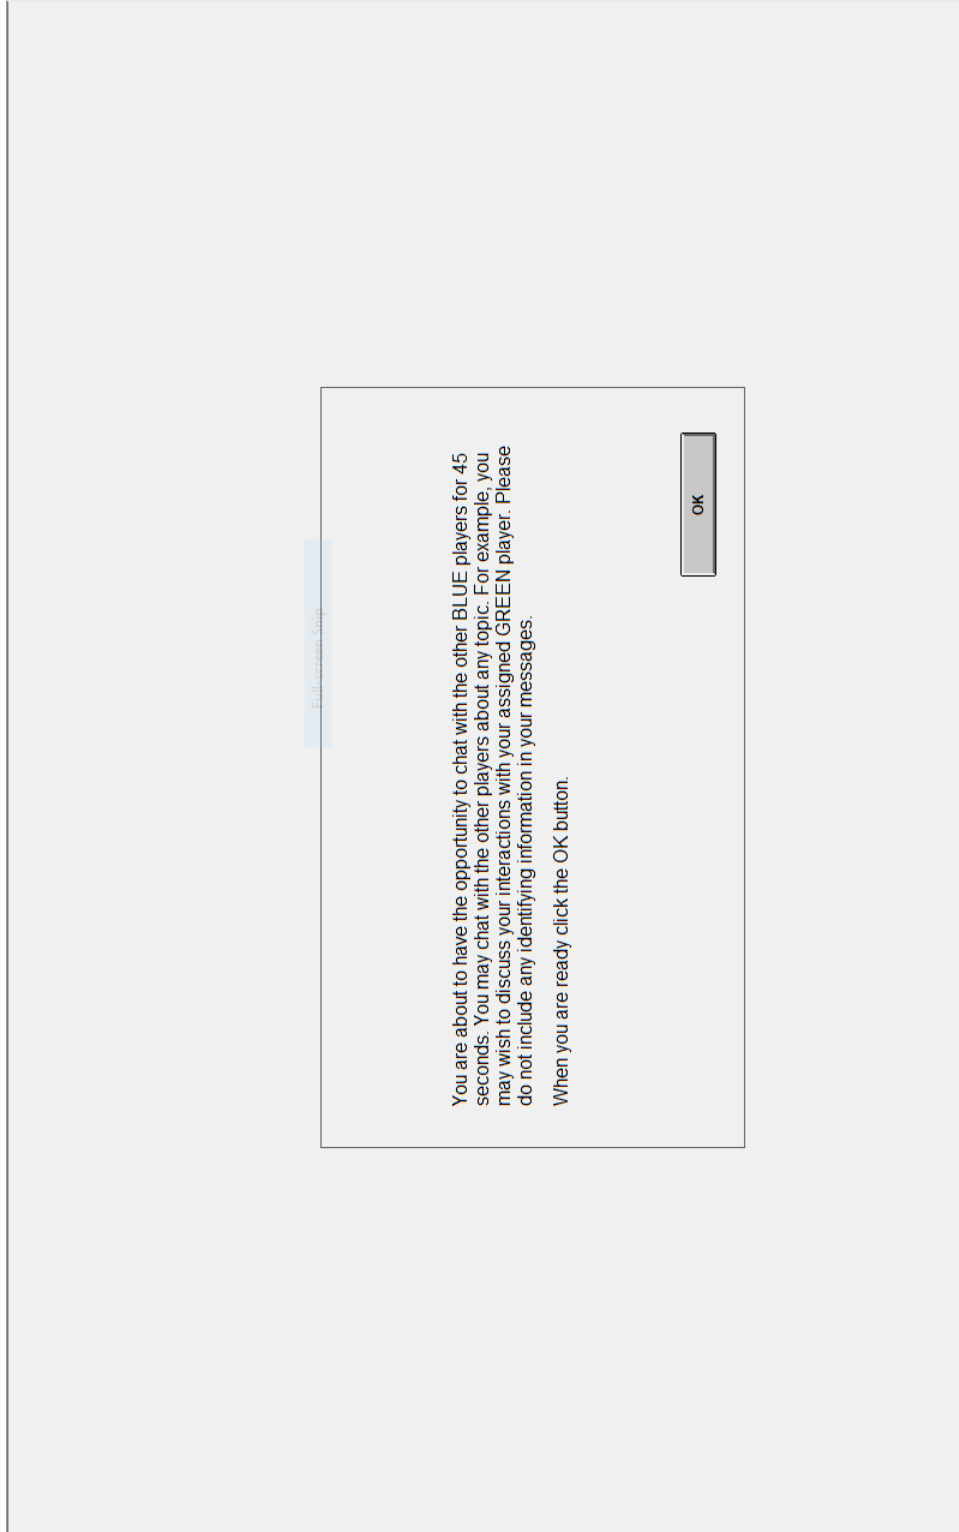 Full-screen Snip
You are about to have the opportunity to chat with the other BLUE players for 45
seconds. You may chat with the other players about any topic. For example, you
may wish to discuss your interactions with your assigned GREEN player. Please
do not include any identifying information in your messages.
When you are ready click the OK button.
OK